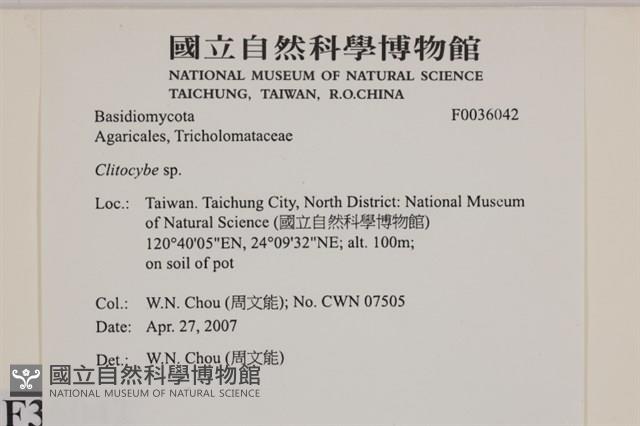 國立自然科學博物館
NATIONAL MUSEUM OF NATURAL SCIENCE
TAICHUNG, TAIWAN, R.O.CHINA
Basidiomycota F0036042
Agaricales, Tricholomataceae
Clitocybe sp.
Loc.: Taiwan. Taichung City, North District: National Museum
of Natural Science (國立自然科學博物館)
120°40'05"EN, 24°09'32"NE; alt. 100m;
on soil of pot
Col.: W.N. Chou (周文能); No. CWN 07505
Date: Apr. 27, 2007
Det.: W.N. Chou (周文能)
國立自然科學博物館
NATIONAL MUSEUM OF NATURAL SCIENCE